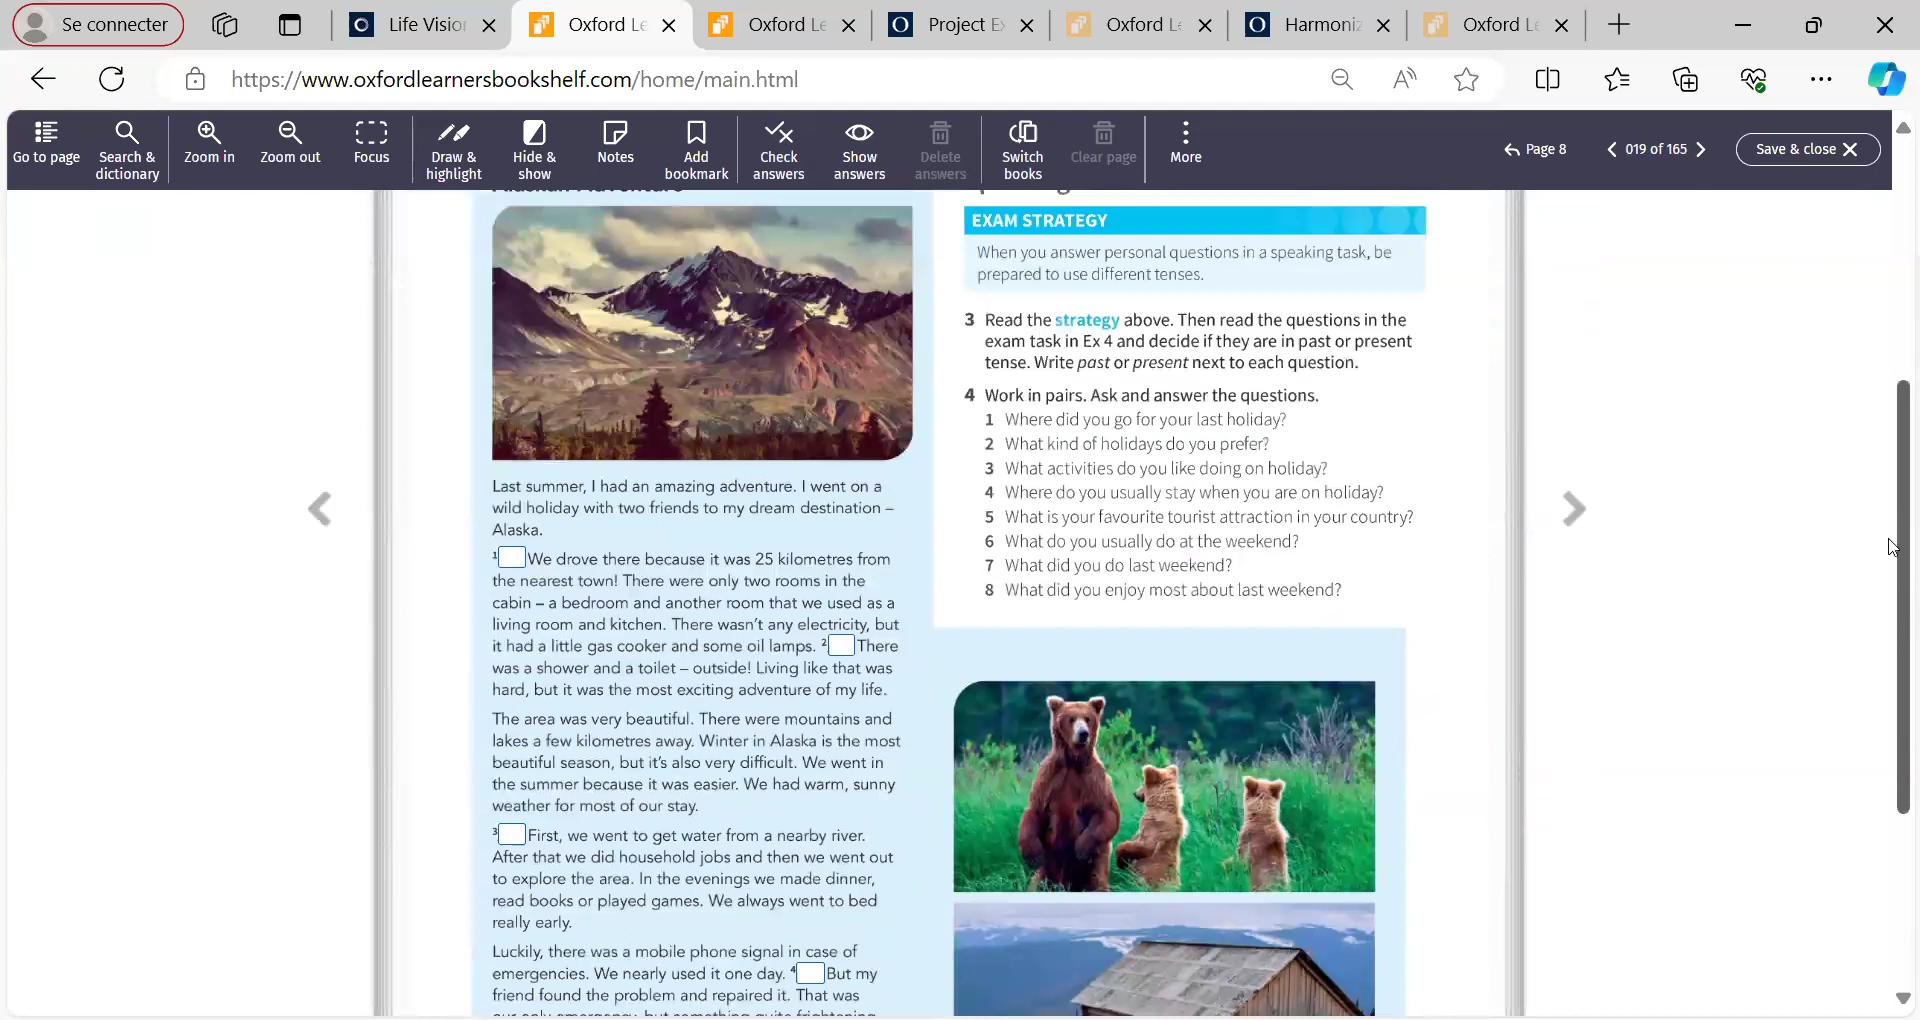 Se connecter
Life Vision
Oxford Le
Oxford Le
Project Ex
Oxford Le
Harmoniz
Oxford Le
https://www.oxfordlearnersbookshelf.com/home/main.html
Go to page
Search & dictionary
Zoom in
Zoom out
Focus
Draw & highlight
Hide & show
Notes
Add bookmark
Check answers
Show answers
Delete answers
Switch books
Clear page
More
Page 8
019 of 165
Save & close
Alaskan Adventure
Last summer, I had an amazing adventure. I went on a
wild holiday with two friends to my dream destination –
Alaska.
1 We drove there because it was 25 kilometres from
the nearest town! There were only two rooms in the
cabin – a bedroom and another room that we used as a
living room and kitchen. There wasn't any electricity, but
it had a little gas cooker and some oil lamps. 2 There
was a shower and a toilet – outside! Living like that was
hard, but it was the most exciting adventure of my life.
The area was very beautiful. There were mountains and
lakes a few kilometres away. Winter in Alaska is the most
beautiful season, but it's also very difficult. We went in
the summer because it was easier. We had warm, sunny
weather for most of our stay.
3 First, we went to get water from a nearby river.
After that we did household jobs and then we went out
to explore the area. In the evenings we made dinner,
read books or played games. We always went to bed
really early.
Luckily, there was a mobile phone signal in case of
emergencies. We nearly used it one day. 4 But my
friend found the problem and repaired it. That was
our only emergency, but something quite frightening
EXAM STRATEGY
When you answer personal questions in a speaking task, be
prepared to use different tenses.
3 Read the strategy above. Then read the questions in the
exam task in Ex 4 and decide if they are in past or present
tense. Write past or present next to each question.
4 Work in pairs. Ask and answer the questions.
1 Where did you go for your last holiday?
2 What kind of holidays do you prefer?
3 What activities do you like doing on holiday?
4 Where do you usually stay when you are on holiday?
5 What is your favourite tourist attraction in your country?
6 What do you usually do at the weekend?
7 What did you do last weekend?
8 What did you enjoy most about last weekend?